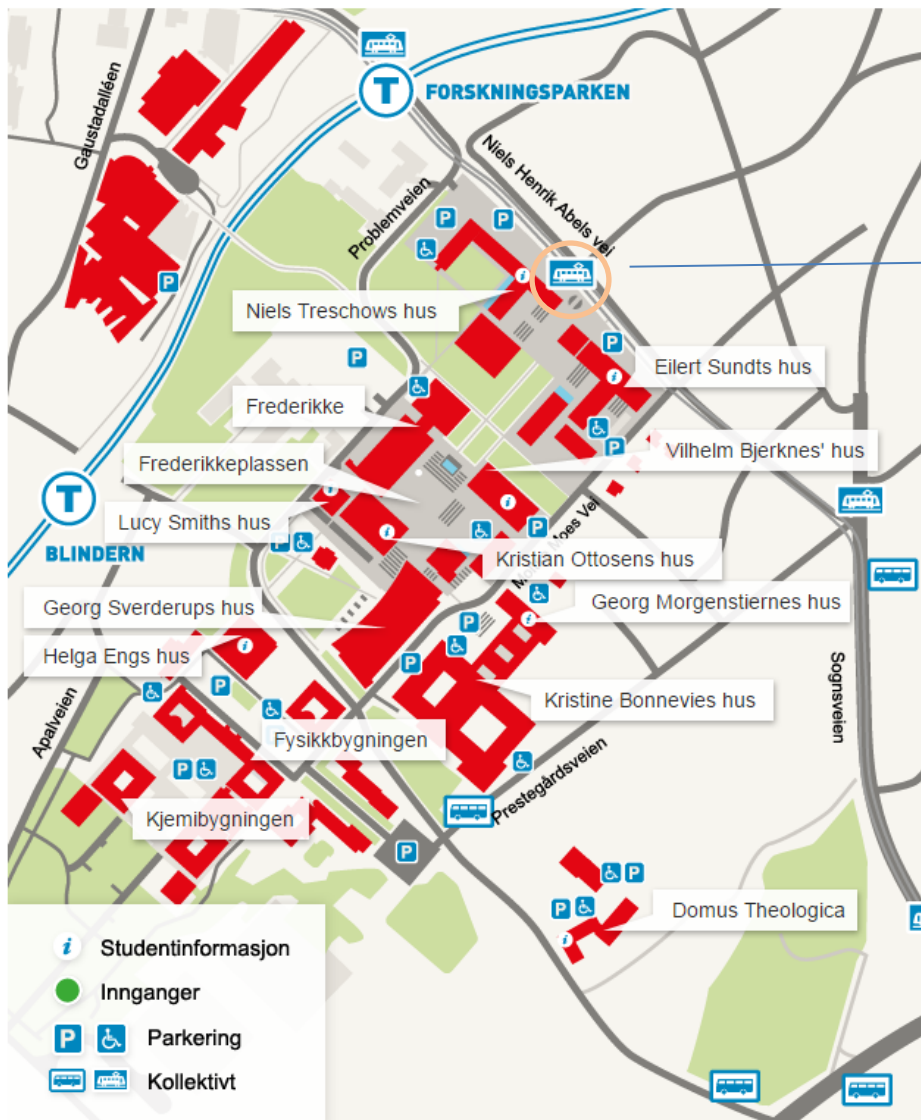 T
FORSKNINGSPARKEN
Gaustadalléen
Niels Henrik Abels vei
Problemveien
P
P
P
Niels Treschows hus
P
P
Eilert Sundts hus
i
Frederikke
i
P
Vilhelm Bjerknes' hus
Frederikkeplassen
T
i
i
Lucy Smiths hus
P
i
P
BLINDERN
Kristian Ottosens hus
Moes Vei
Georg Sverderups hus
Georg Morgenstiernes hus
i
P
Helga Engs hus
i
P
P
Kristine Bonnevies hus
Sognsveien
Apalveien
Fysikkbygningen
P
Prestegårdsveien
Kjemibygningen
P
P
P
Domus Theologica
i
i Studentinformasjon
Innganger
P Parkering
Kollektivt